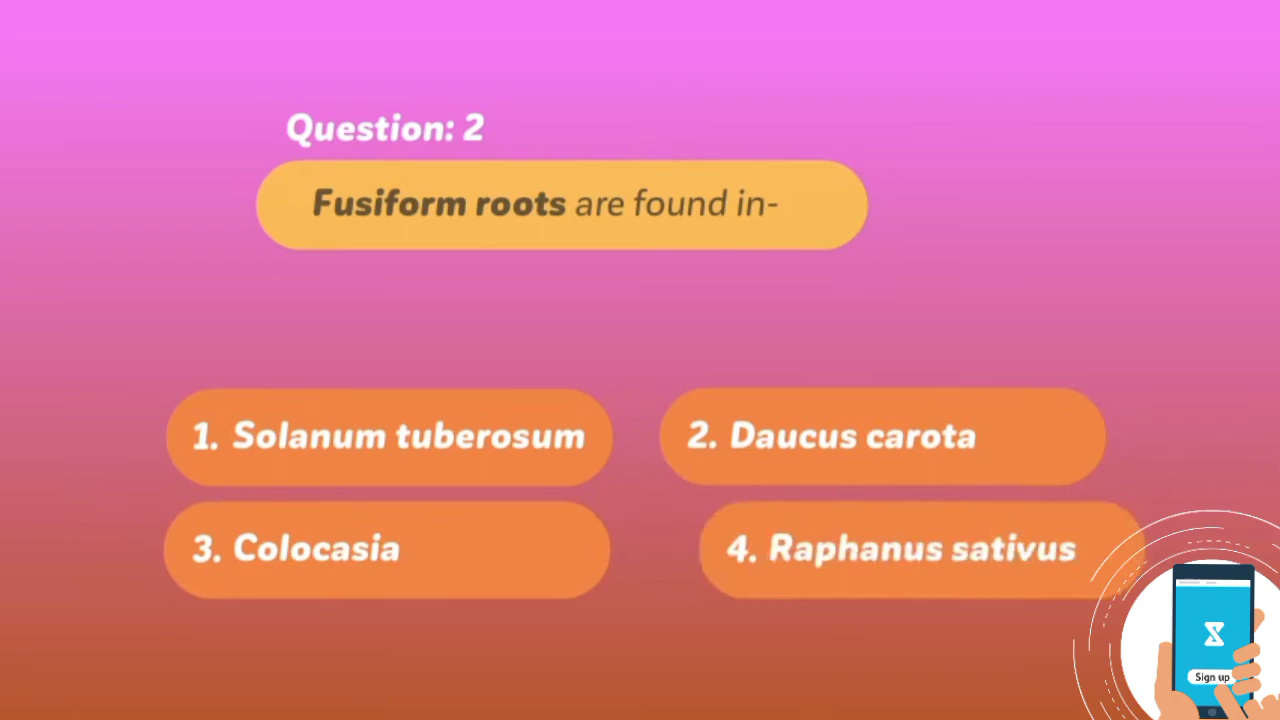 Question: 2
Fusiform roots are found in-
1. Solanum tuberosum
2. Daucus carota
3. Colocasia
4. Raphanus sativus
Sign up